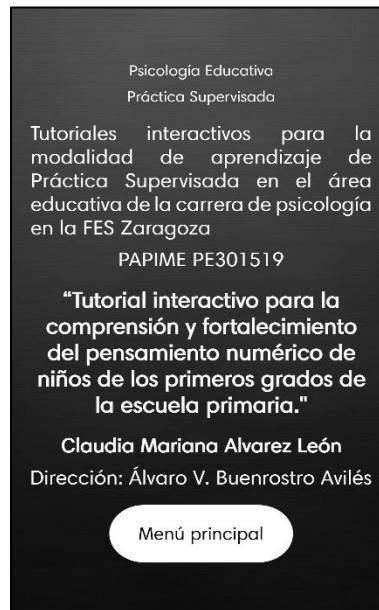 Psicología Educativa
Práctica Supervisada
Tutoriales interactivos para la
modalidad de aprendizaje de
Práctica Supervisada en el área
educativa de la carrera de psicología
en la FES Zaragoza
PAPIME PE301519
“Tutorial interactivo para la
comprensión y fortalecimiento
del pensamiento numérico de
niños de los primeros grados de
la escuela primaria."
Claudia Mariana Alvarez León
Dirección: Álvaro V. Buenrostro Avilés
Menú principal